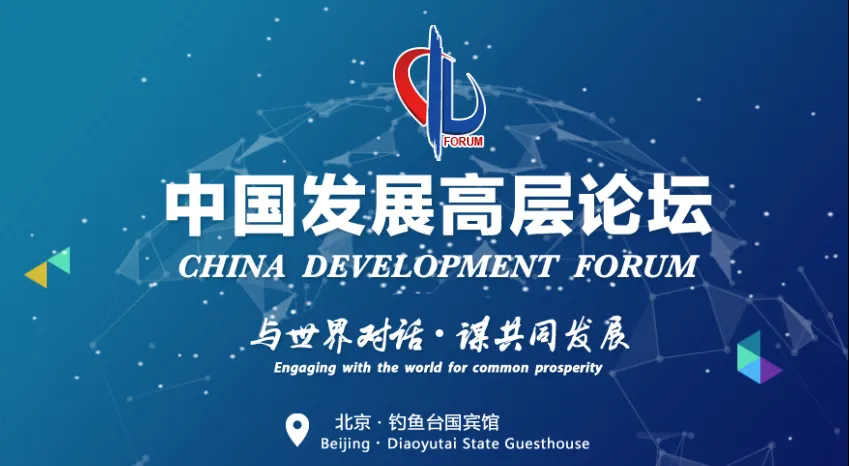 FORUM
中国发展高层论坛
CHINA DEVELOPMENT FORUM
与世界对话·谋共同发展
Engaging with the world for common prosperity
北京·钓鱼台国宾馆
Beijing · Diaoyutai State Guesthouse